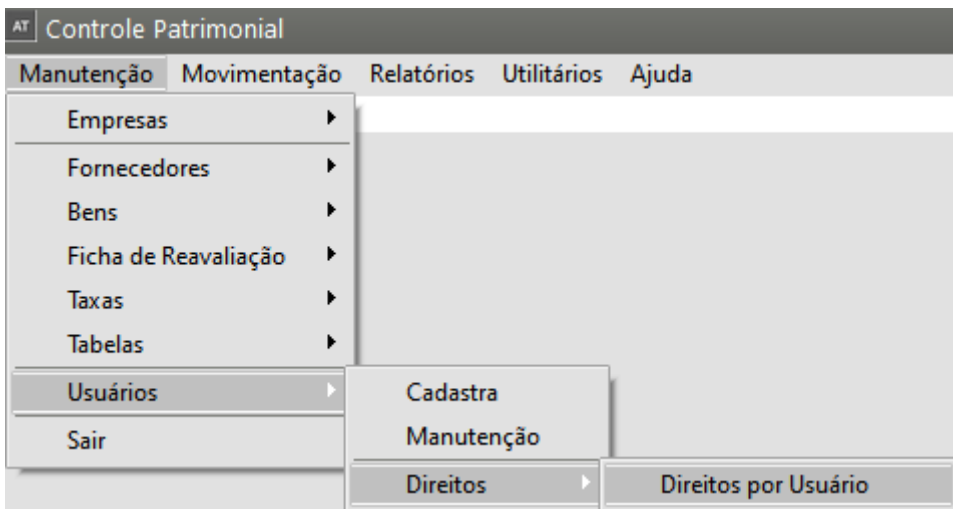 AT Controle Patrimonial
Manutenção Movimentação Relatórios Utilitários Ajuda
Empresas
Fornecedores
Bens
Ficha de Reavaliação
Taxas
Tabelas
Usuários
Sair
Cadastra
Manutenção
Direitos
Direitos por Usuário